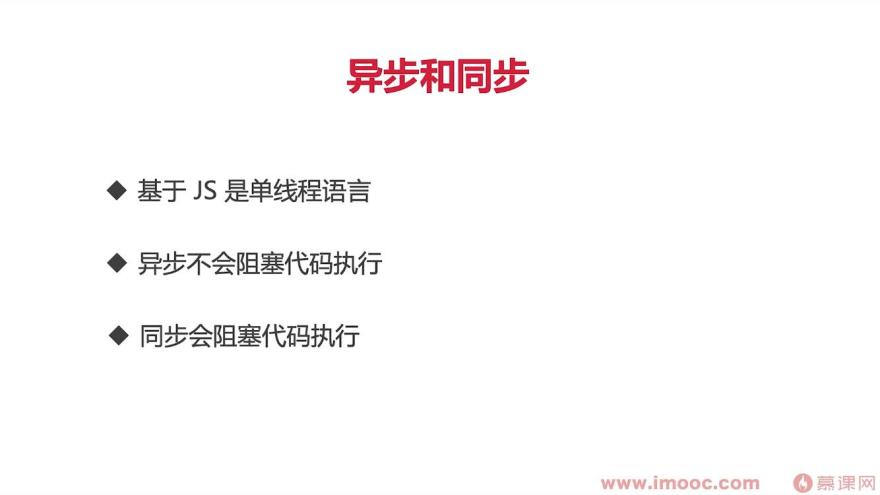 异步和同步
◆ 基于 JS 是单线程语言
◆ 异步不会阻塞代码执行
◆ 同步会阻塞代码执行
www.imooc.com 慕课网